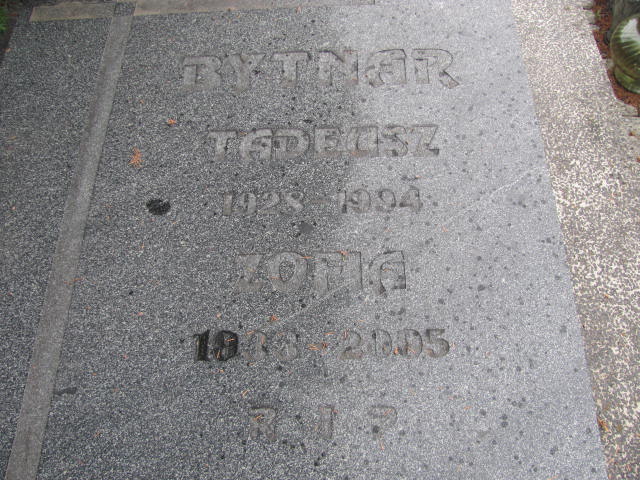 BYTNAR
TADEUSZ
1928-1994
ZOFIA
1933-2005
R I P